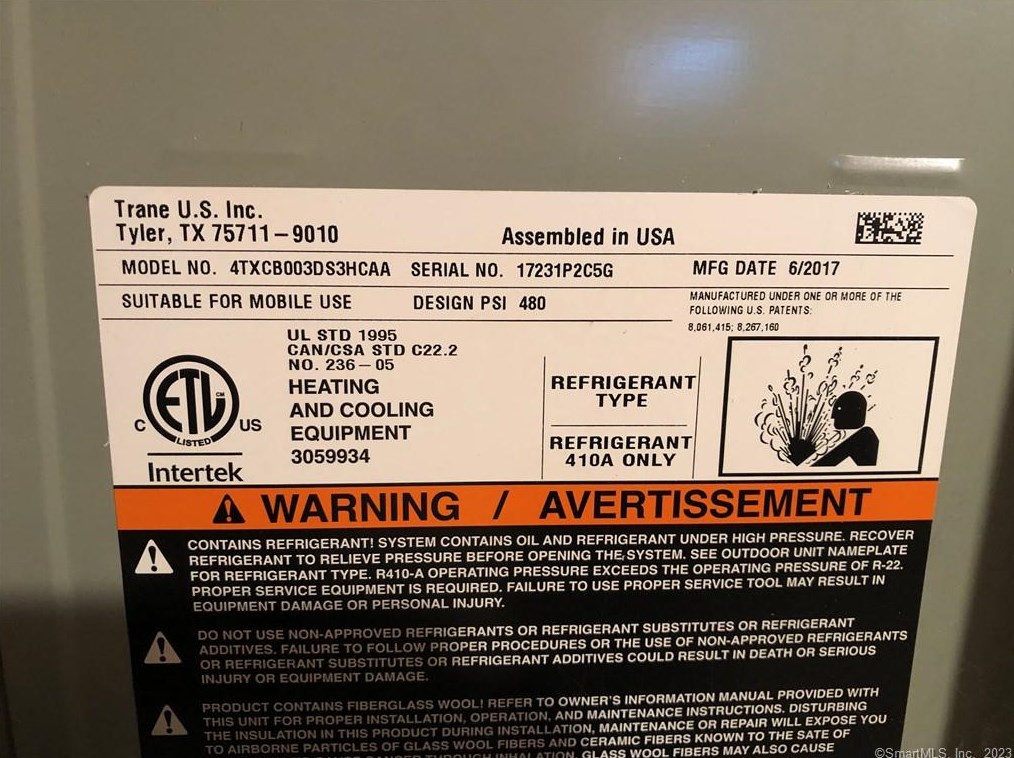 Trane U.S. Inc.
Tyler, TX 75711-9010
Assembled in USA
MODEL NO. 4TXCB003DS3HCAA SERIAL NO. 17231P2C5G MFG DATE 6/2017
SUITABLE FOR MOBILE USE DESIGN PSI 480
MANUFACTURED UNDER ONE OR MORE OF THE
FOLLOWING U.S. PATENTS:
8,061,415; 8,267,160
UL STD 1995
CAN/CSA STD C22.2
NO. 236-05
HEATING
AND COOLING
EQUIPMENT
3059934
C ETL CM US
LISTED
Intertek
REFRIGERANT
TYPE
REFRIGERANT
410A ONLY
WARNING / AVERTISSEMENT
CONTAINS REFRIGERANT! SYSTEM CONTAINS OIL AND REFRIGERANT UNDER HIGH PRESSURE. RECOVER
REFRIGERANT TO RELIEVE PRESSURE BEFORE OPENING THE SYSTEM. SEE OUTDOOR UNIT NAMEPLATE
FOR REFRIGERANT TYPE. R410-A OPERATING PRESSURE EXCEEDS THE OPERATING PRESSURE OF R-22.
PROPER SERVICE EQUIPMENT IS REQUIRED. FAILURE TO USE PROPER SERVICE TOOL MAY RESULT IN
EQUIPMENT DAMAGE OR PERSONAL INJURY.
DO NOT USE NON-APPROVED REFRIGERANTS OR REFRIGERANT SUBSTITUTES OR REFRIGERANT
ADDITIVES. FAILURE TO FOLLOW PROPER PROCEDURES OR THE USE OF NON-APPROVED REFRIGERANTS
OR REFRIGERANT SUBSTITUTES OR REFRIGERANT ADDITIVES COULD RESULT IN DEATH OR SERIOUS
INJURY OR EQUIPMENT DAMAGE.
PRODUCT CONTAINS FIBERGLASS WOOL! REFER TO OWNER'S INFORMATION MANUAL PROVIDED WITH
THIS UNIT FOR PROPER INSTALLATION, OPERATION, AND MAINTENANCE INSTRUCTIONS. DISTURBING
THE INSULATION IN THIS PRODUCT DURING INSTALLATION, MAINTENANCE OR REPAIR WILL EXPOSE YOU
TO AIRBORNE PARTICLES OF GLASS WOOL FIBERS AND CERAMIC FIBERS KNOWN TO THE SATE OF
THROUGH INHALATION. GLASS WOOL FIBERS MAY ALSO CAUSE
©SmartMLS, Inc. 2023